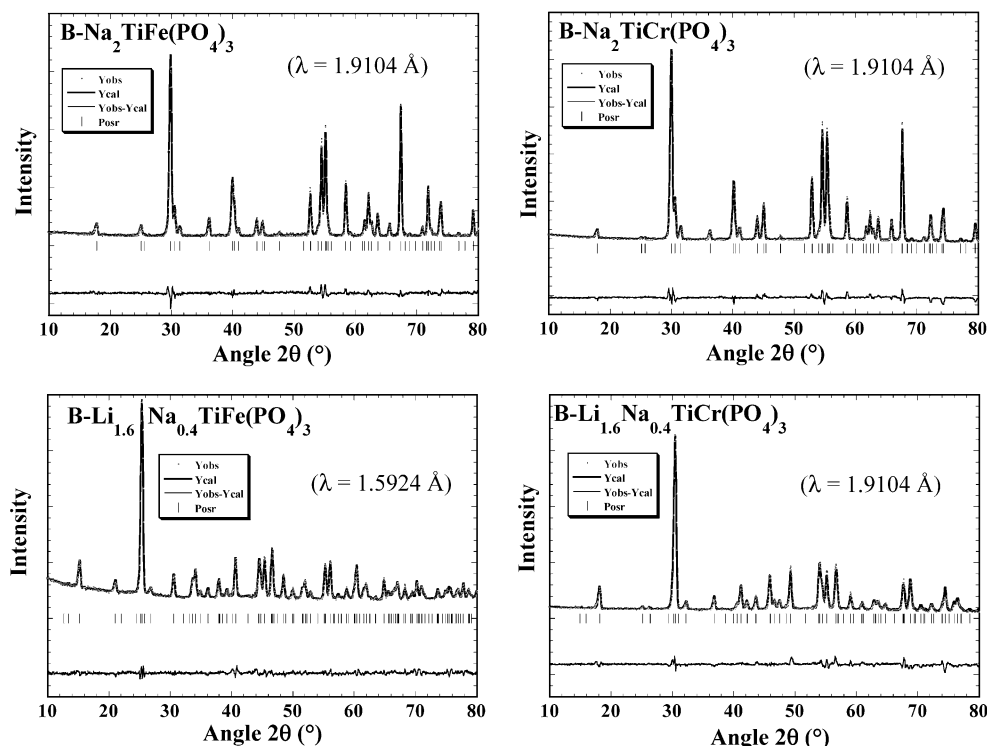 B-Na2TiFe(PO4)3
(λ = 1.9104 Å)
Yobs
Ycal
Yobs-Ycal
Posr
Intensity
10 20 30 40 50 60 70 80
Angle 2θ (°)
B-Na2TiCr(PO4)3
(λ = 1.9104 Å)
Yobs
Ycal
Yobs-Ycal
Posr
Intensity
10 20 30 40 50 60 70 80
Angle 2θ (°)
B-Li1.6Na0.4TiFe(PO4)3
(λ = 1.5924 Å)
Yobs
Ycal
Yobs-Ycal
Posr
Intensity
10 20 30 40 50 60 70 80
Angle 2θ (°)
B-Li1.6Na0.4TiCr(PO4)3
(λ = 1.9104 Å)
Yobs
Ycal
Yobs-Ycal
Posr
Intensity
10 20 30 40 50 60 70 80
Angle 2θ (°)